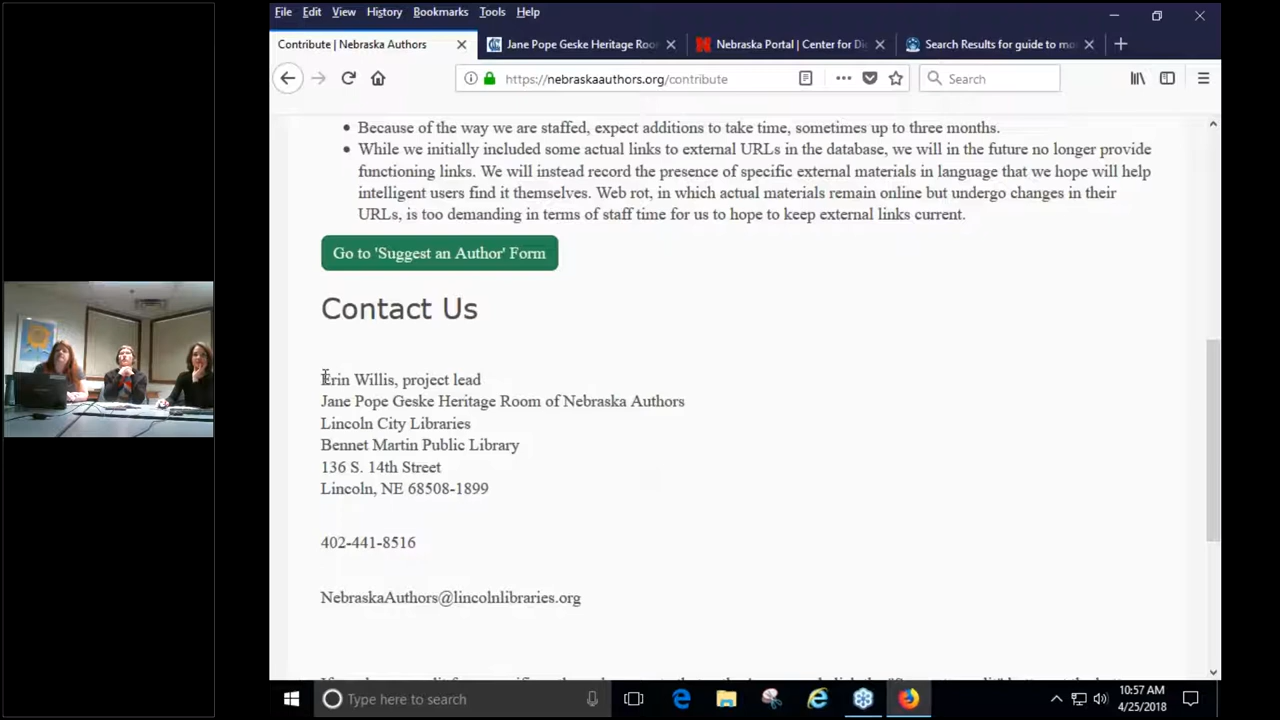 File Edit View History Bookmarks Tools Help
Contribute | Nebraska Authors
Jane Pope Geske Heritage Roo
Nebraska Portal | Center for Di
Search Results for guide to mo
https://nebraskaauthors.org/contribute
Search
Because of the way we are staffed, expect additions to take time, sometimes up to three months.
While we initially included some actual links to external URLs in the database, we will in the future no longer provide
functioning links. We will instead record the presence of specific external materials in language that we hope will help
intelligent users find it themselves. Web rot, in which actual materials remain online but undergo changes in their
URLs, is too demanding in terms of staff time for us to hope to keep external links current.
Go to 'Suggest an Author' Form
Contact Us
Erin Willis, project lead
Jane Pope Geske Heritage Room of Nebraska Authors
Lincoln City Libraries
Bennet Martin Public Library
136 S. 14th Street
Lincoln, NE 68508-1899
402-441-8516
NebraskaAuthors@lincolnlibraries.org
Type here to search
10:57 AM
4/25/2018